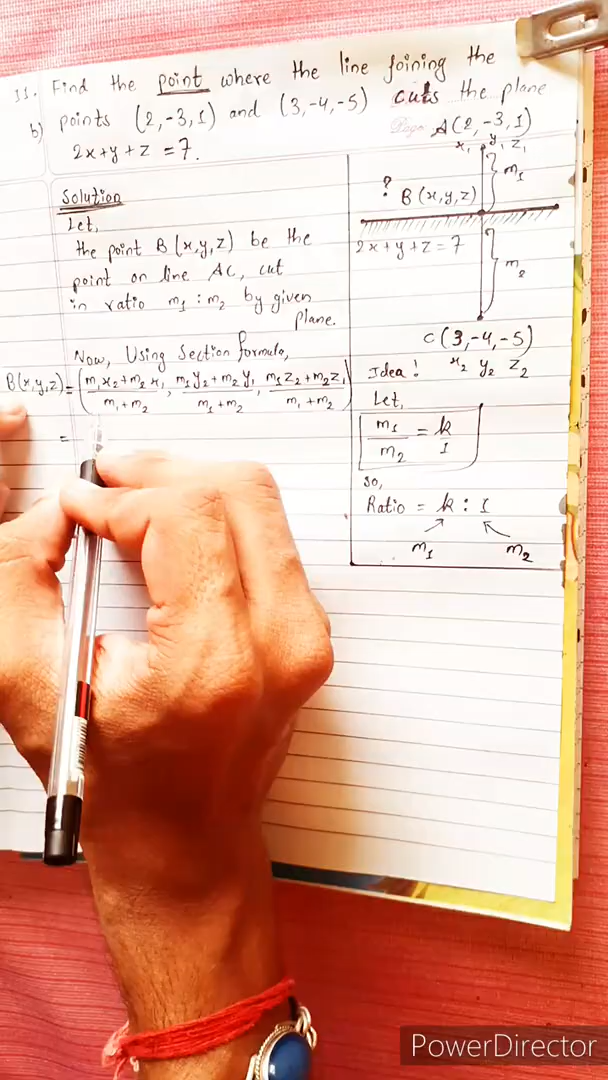 11. Find the point where the line joining the
b) points (2,-3,1) and (3,-4,-5) cuts the plane
2x+y+z=7.
Solution
Let,
the point B(x,y,z) be the
point on line AC, cut
in ratio m₁:m₂ by given
plane.
Now, Using Section formula,
B(x,y,z) = (m₁x₂+m₂x₁/m₁+m₂, m₁y₂+m₂y₁/m₁+m₂, m₁z₂+m₂z₁/m₁+m₂)
=
A(2,-3,1)
x₁ y₁ z₁
m₁
? B(x,y,z)
2x+y+z=7
m₂
C(3,-4,-5)
x₂ y₂ z₂
Idea!
Let,
m₁/m₂ = k/1
so,
Ratio = k : 1
m₁ m₂
PowerDirector